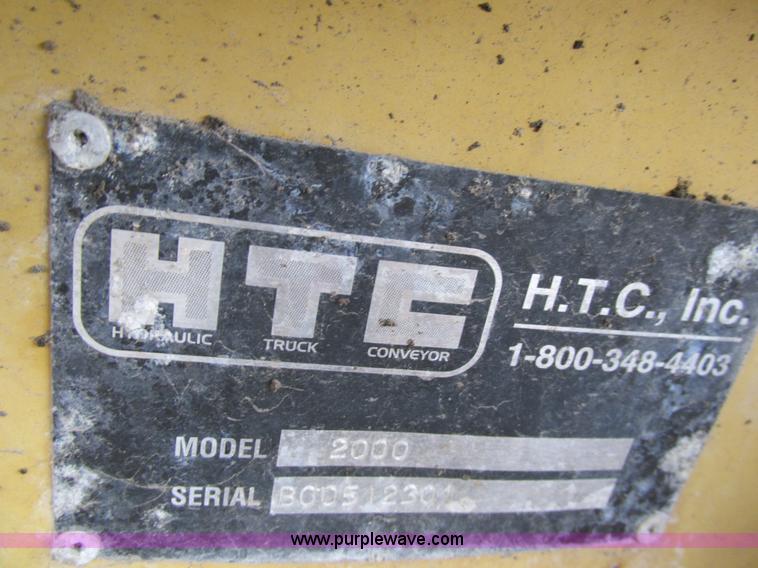 HTC
HYDRAULIC TRUCK CONVEYOR
H.T.C., Inc.
1-800-348-4403
MODEL 2000
SERIAL
www.purplewave.com